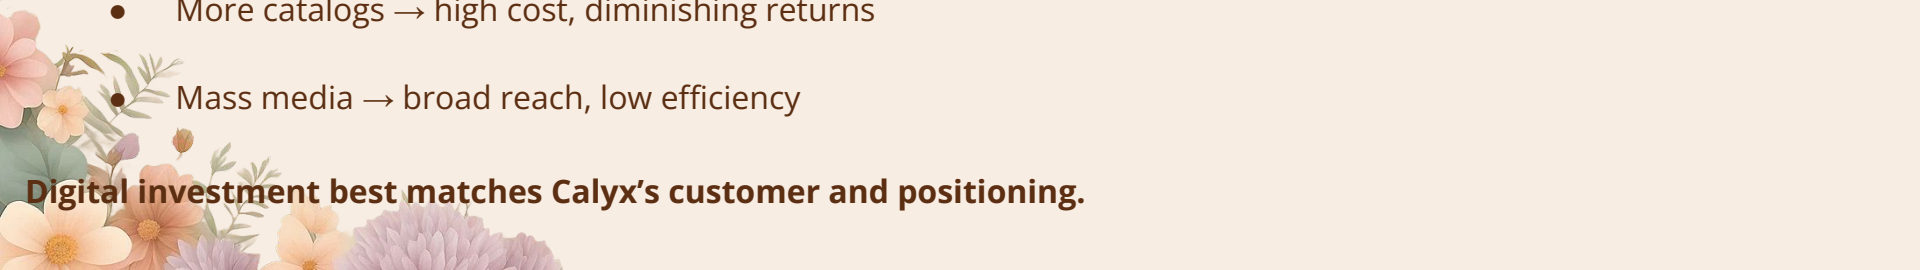 ● More catalogs → high cost, diminishing returns
● Mass media → broad reach, low efficiency
Digital investment best matches Calyx’s customer and positioning.